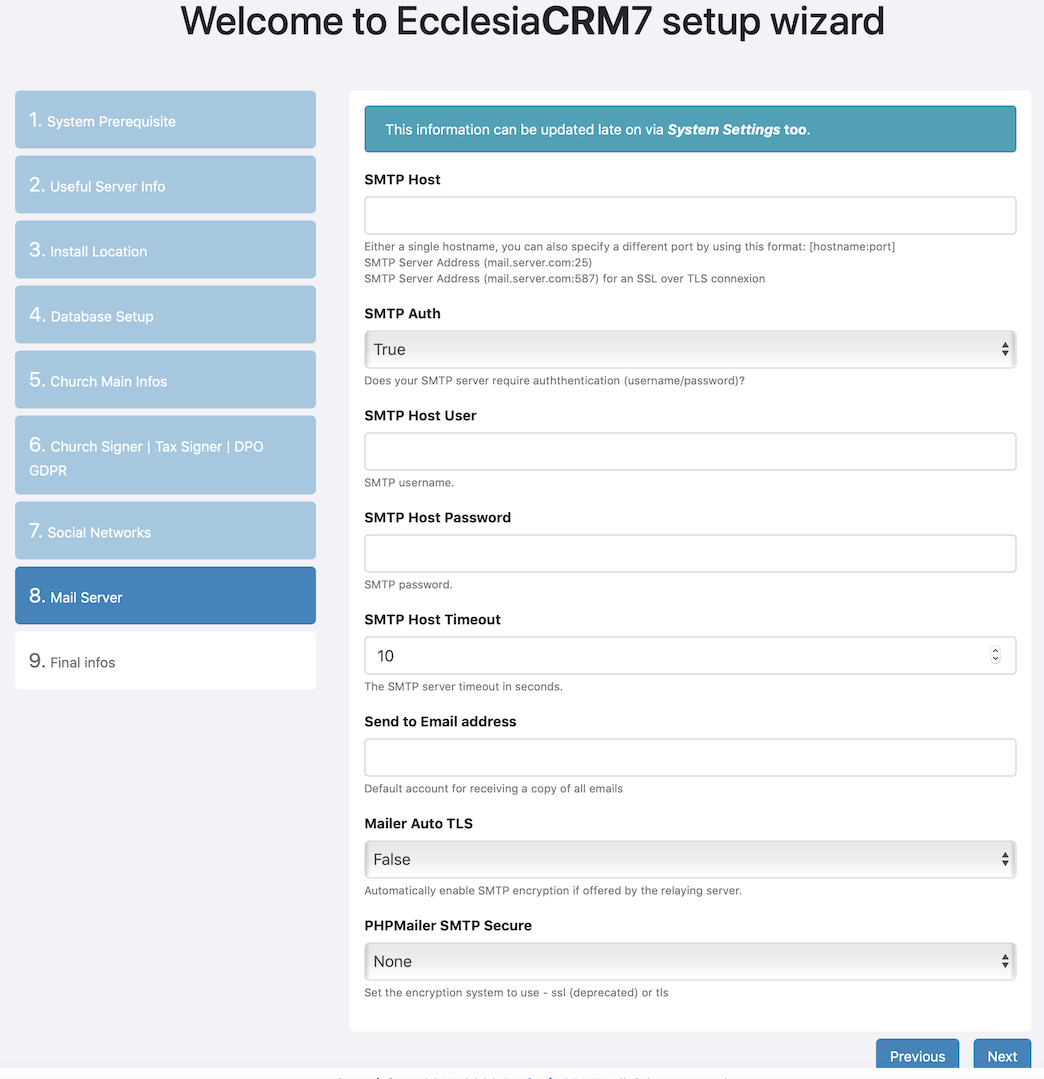 Welcome to EcclesiaCRM7 setup wizard
1. System Prerequisite
2. Useful Server Info
3. Install Location
4. Database Setup
5. Church Main Infos
6. Church Signer | Tax Signer | DPO
GDPR
7. Social Networks
8. Mail Server
9. Final infos
This information can be updated late on via System Settings too.
SMTP Host
Either a single hostname, you can also specify a different port by using this format: [hostname:port]
SMTP Server Address (mail.server.com:25)
SMTP Server Address (mail.server.com:587) for an SSL over TLS connexion
SMTP Auth
True
Does your SMTP server require auththentication (username/password)?
SMTP Host User
SMTP username.
SMTP Host Password
SMTP password.
SMTP Host Timeout
10
The SMTP server timeout in seconds.
Send to Email address
Default account for receiving a copy of all emails
Mailer Auto TLS
False
Automatically enable SMTP encryption if offered by the relaying server.
PHPMailer SMTP Secure
None
Set the encryption system to use - ssl (deprecated) or tls
Previous
Next